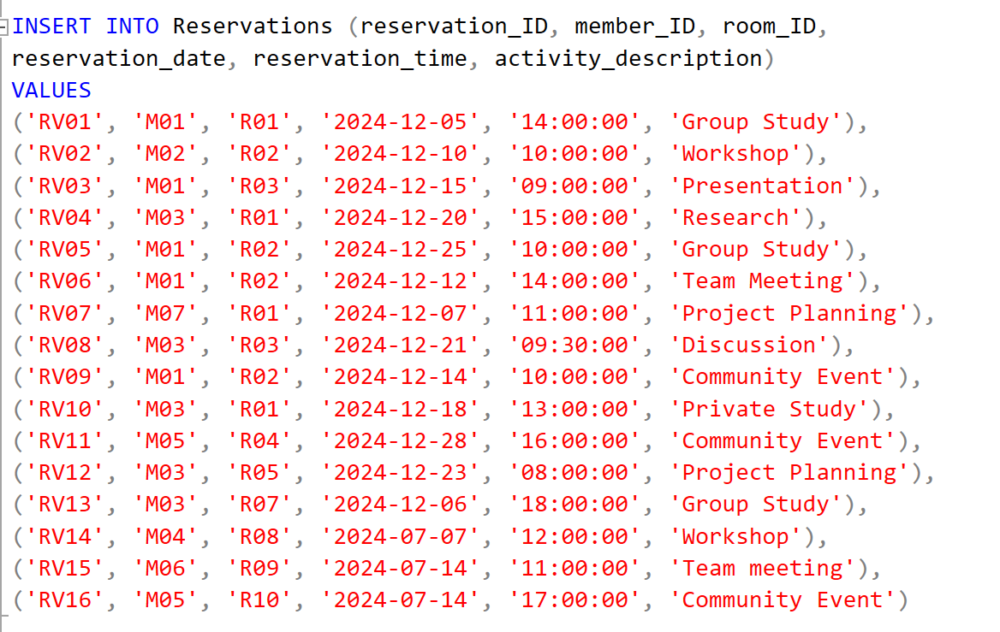 INSERT INTO Reservations (reservation_ID, member_ID, room_ID,
reservation_date, reservation_time, activity_description)
VALUES
('RV01', 'M01', 'R01', '2024-12-05', '14:00:00', 'Group Study'),
('RV02', 'M02', 'R02', '2024-12-10', '10:00:00', 'Workshop'),
('RV03', 'M01', 'R03', '2024-12-15', '09:00:00', 'Presentation'),
('RV04', 'M03', 'R01', '2024-12-20', '15:00:00', 'Research'),
('RV05', 'M01', 'R02', '2024-12-25', '10:00:00', 'Group Study'),
('RV06', 'M01', 'R02', '2024-12-12', '14:00:00', 'Team Meeting'),
('RV07', 'M07', 'R01', '2024-12-07', '11:00:00', 'Project Planning'),
('RV08', 'M03', 'R03', '2024-12-21', '09:30:00', 'Discussion'),
('RV09', 'M01', 'R02', '2024-12-14', '10:00:00', 'Community Event'),
('RV10', 'M03', 'R01', '2024-12-18', '13:00:00', 'Private Study'),
('RV11', 'M05', 'R04', '2024-12-28', '16:00:00', 'Community Event'),
('RV12', 'M03', 'R05', '2024-12-23', '08:00:00', 'Project Planning'),
('RV13', 'M03', 'R07', '2024-12-06', '18:00:00', 'Group Study'),
('RV14', 'M04', 'R08', '2024-07-07', '12:00:00', 'Workshop'),
('RV15', 'M06', 'R09', '2024-07-14', '11:00:00', 'Team meeting'),
('RV16', 'M05', 'R10', '2024-07-14', '17:00:00', 'Community Event')